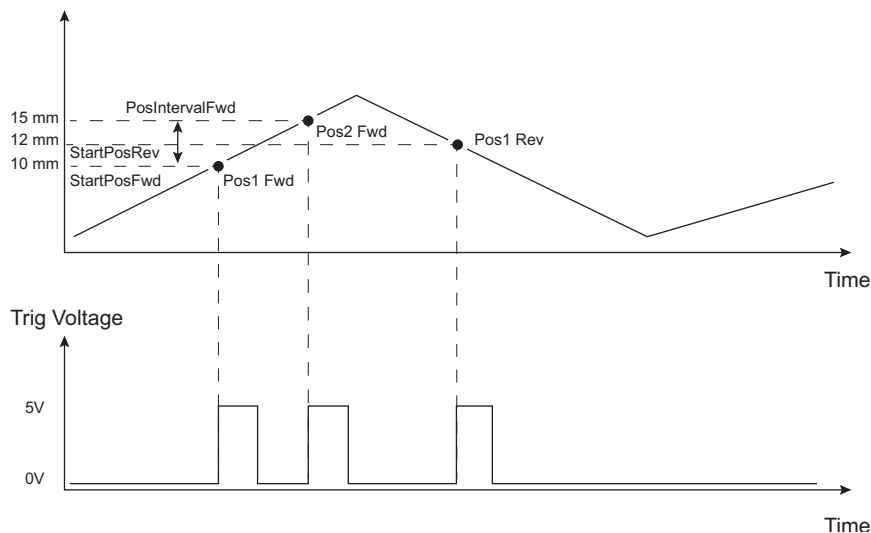 PosIntervalFwd
15 mm
Pos2 Fwd
12 mm
Pos1 Rev
StartPosRev
10 mm
StartPosFwd
Pos1 Fwd
Time
Trig Voltage
5V
0V
Time